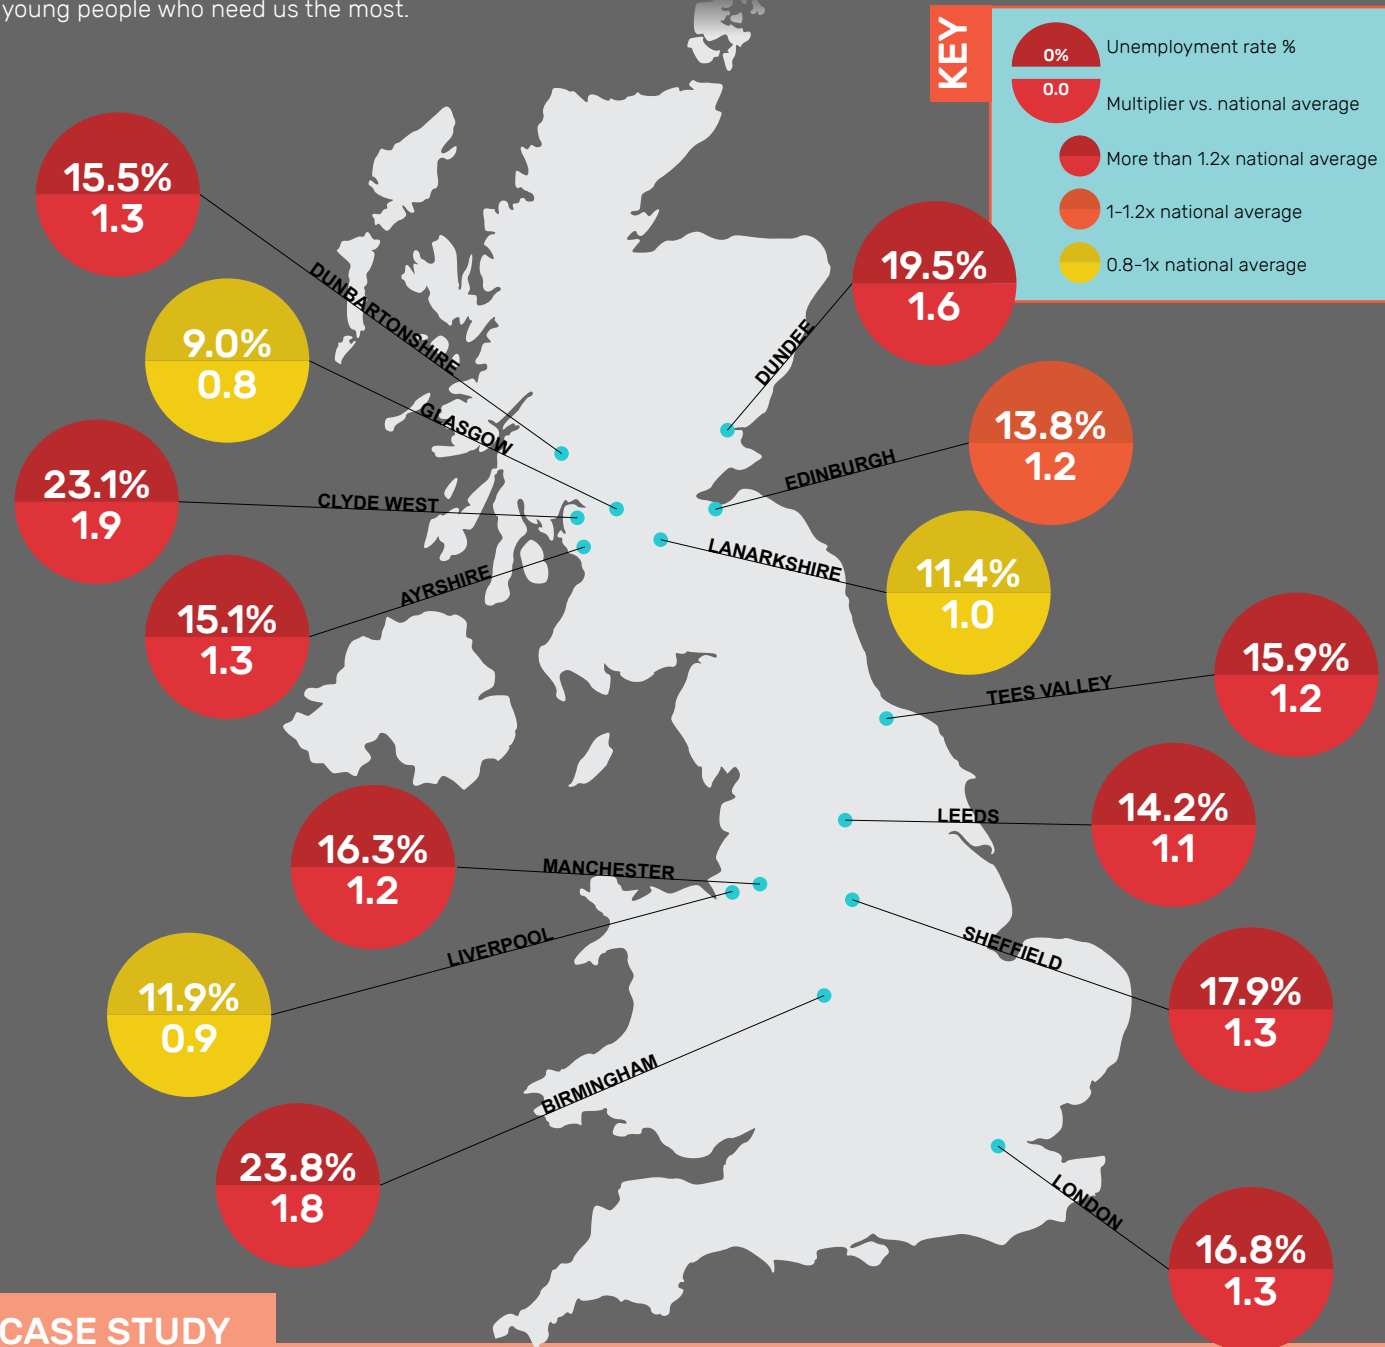 young people who need us the most.
KEY
0%
Unemployment rate %
0.0
Multiplier vs. national average
More than 1.2x national average
1-1.2x national average
0.8-1x national average
15.5%
1.3
DUNBARTONSHIRE
19.5%
1.6
DUNDEE
9.0%
0.8
GLASGOW
13.8%
1.2
EDINBURGH
23.1%
1.9
CLYDE WEST
11.4%
1.0
LANARKSHIRE
15.1%
1.3
AYRSHIRE
15.9%
1.2
TEES VALLEY
14.2%
1.1
LEEDS
16.3%
1.2
MANCHESTER
11.9%
0.9
LIVERPOOL
17.9%
1.3
SHEFFIELD
23.8%
1.8
BIRMINGHAM
16.8%
1.3
LONDON
CASE STUDY